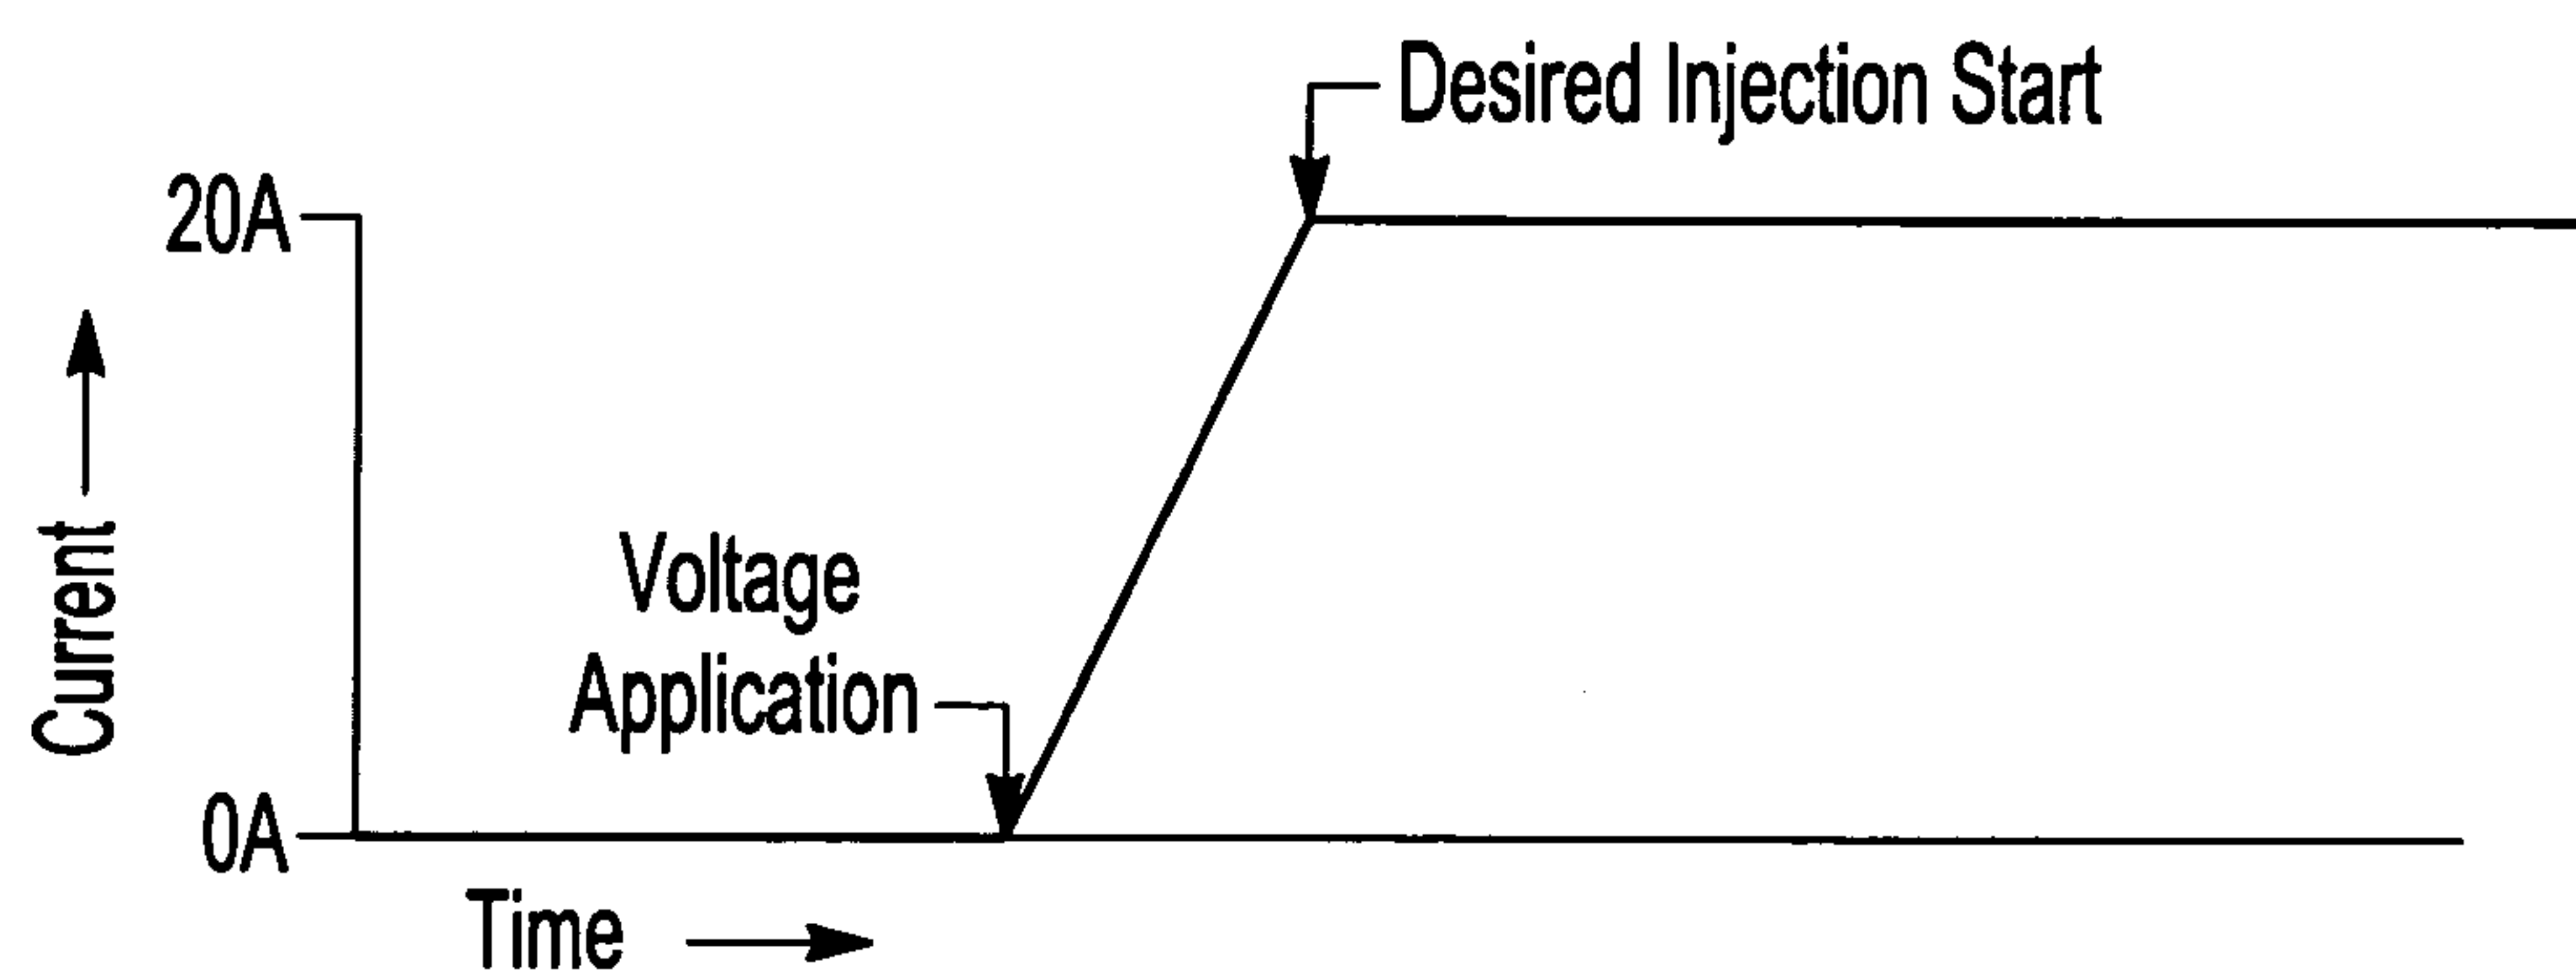 Desired Injection Start
20A
Current
Voltage
Application
0A
Time